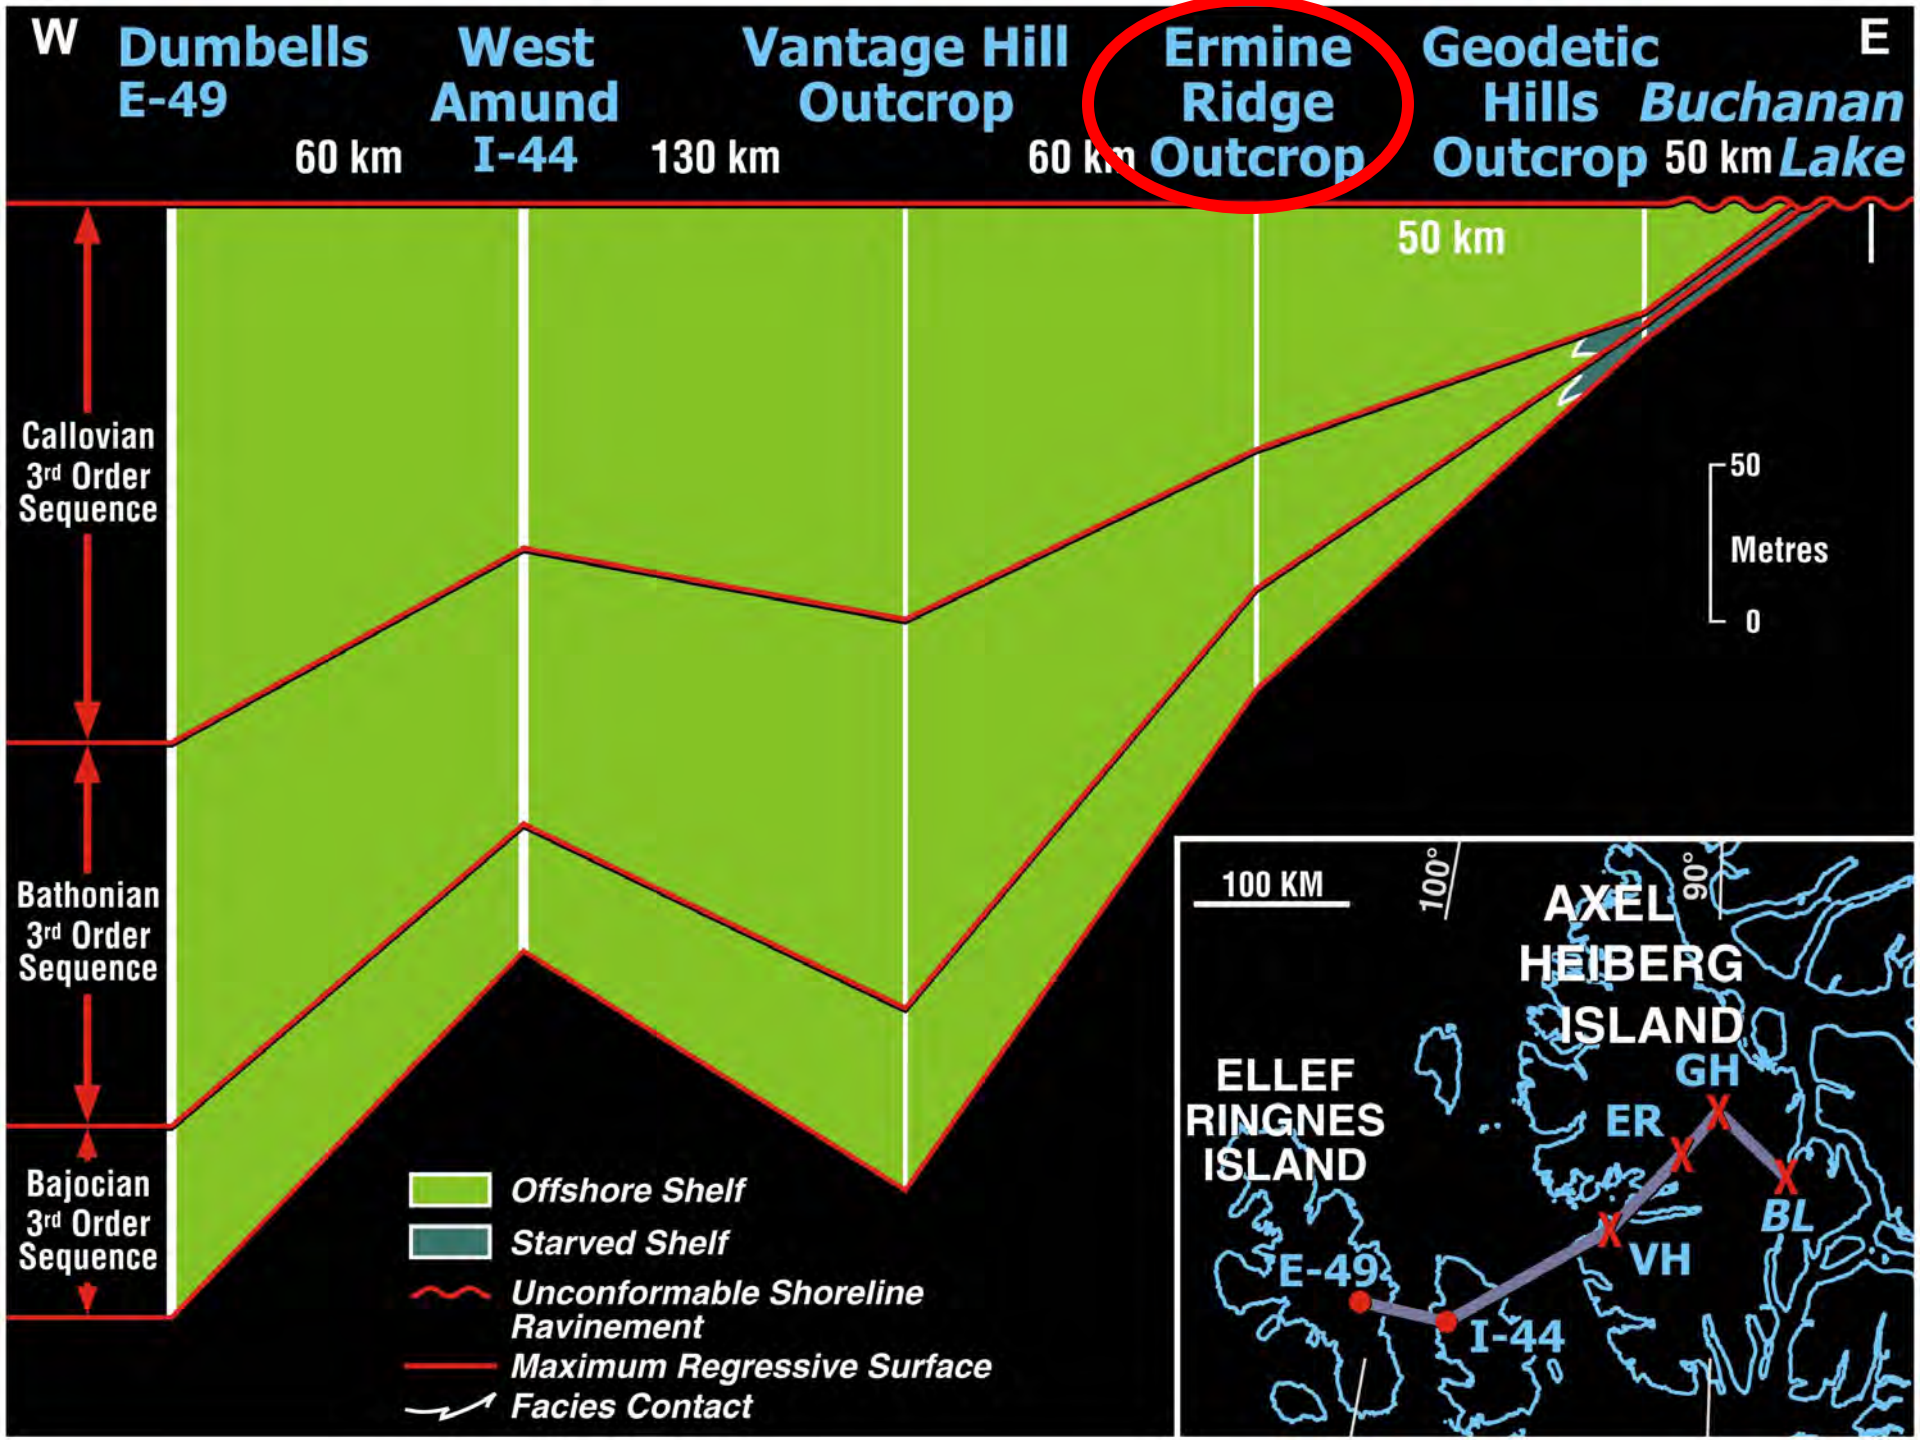 W
Dumbells
E-49
60 km
West
Amund
I-44
130 km
Vantage Hill
Outcrop
60 km
Ermine
Ridge
Outcrop
Geodetic
Hills
Outcrop
50 km
Buchanan
Lake
E
50 km
Callovian
3rd Order
Sequence
Bathonian
3rd Order
Sequence
Bajocian
3rd Order
Sequence
50
Metres
0
Offshore Shelf
Starved Shelf
Unconformable Shoreline
Ravinement
Maximum Regressive Surface
Facies Contact
100 KM
100°
90°
AXEL
HEIBERG
ISLAND
ELLEF
RINGNES
ISLAND
GH
ER
BL
VH
E-49
I-44